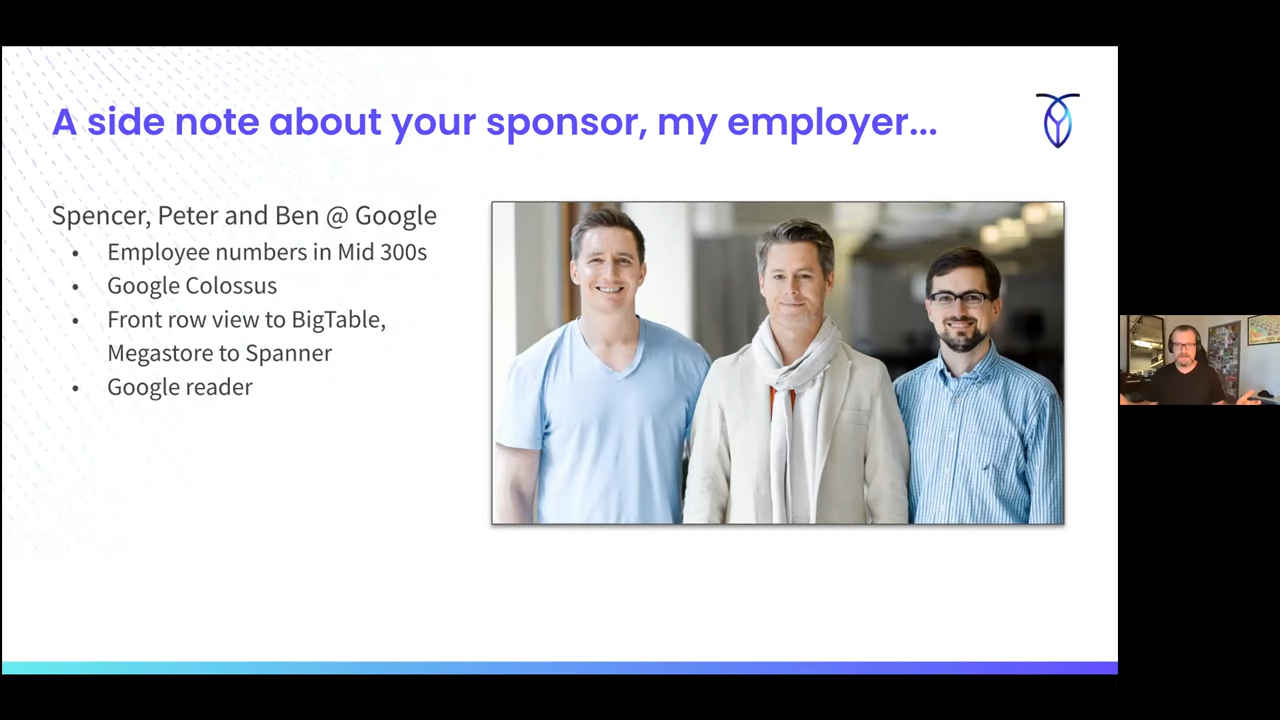 A side note about your sponsor, my employer...
Spencer, Peter and Ben @ Google
• Employee numbers in Mid 300s
• Google Colossus
• Front row view to BigTable,
Megastore to Spanner
• Google reader